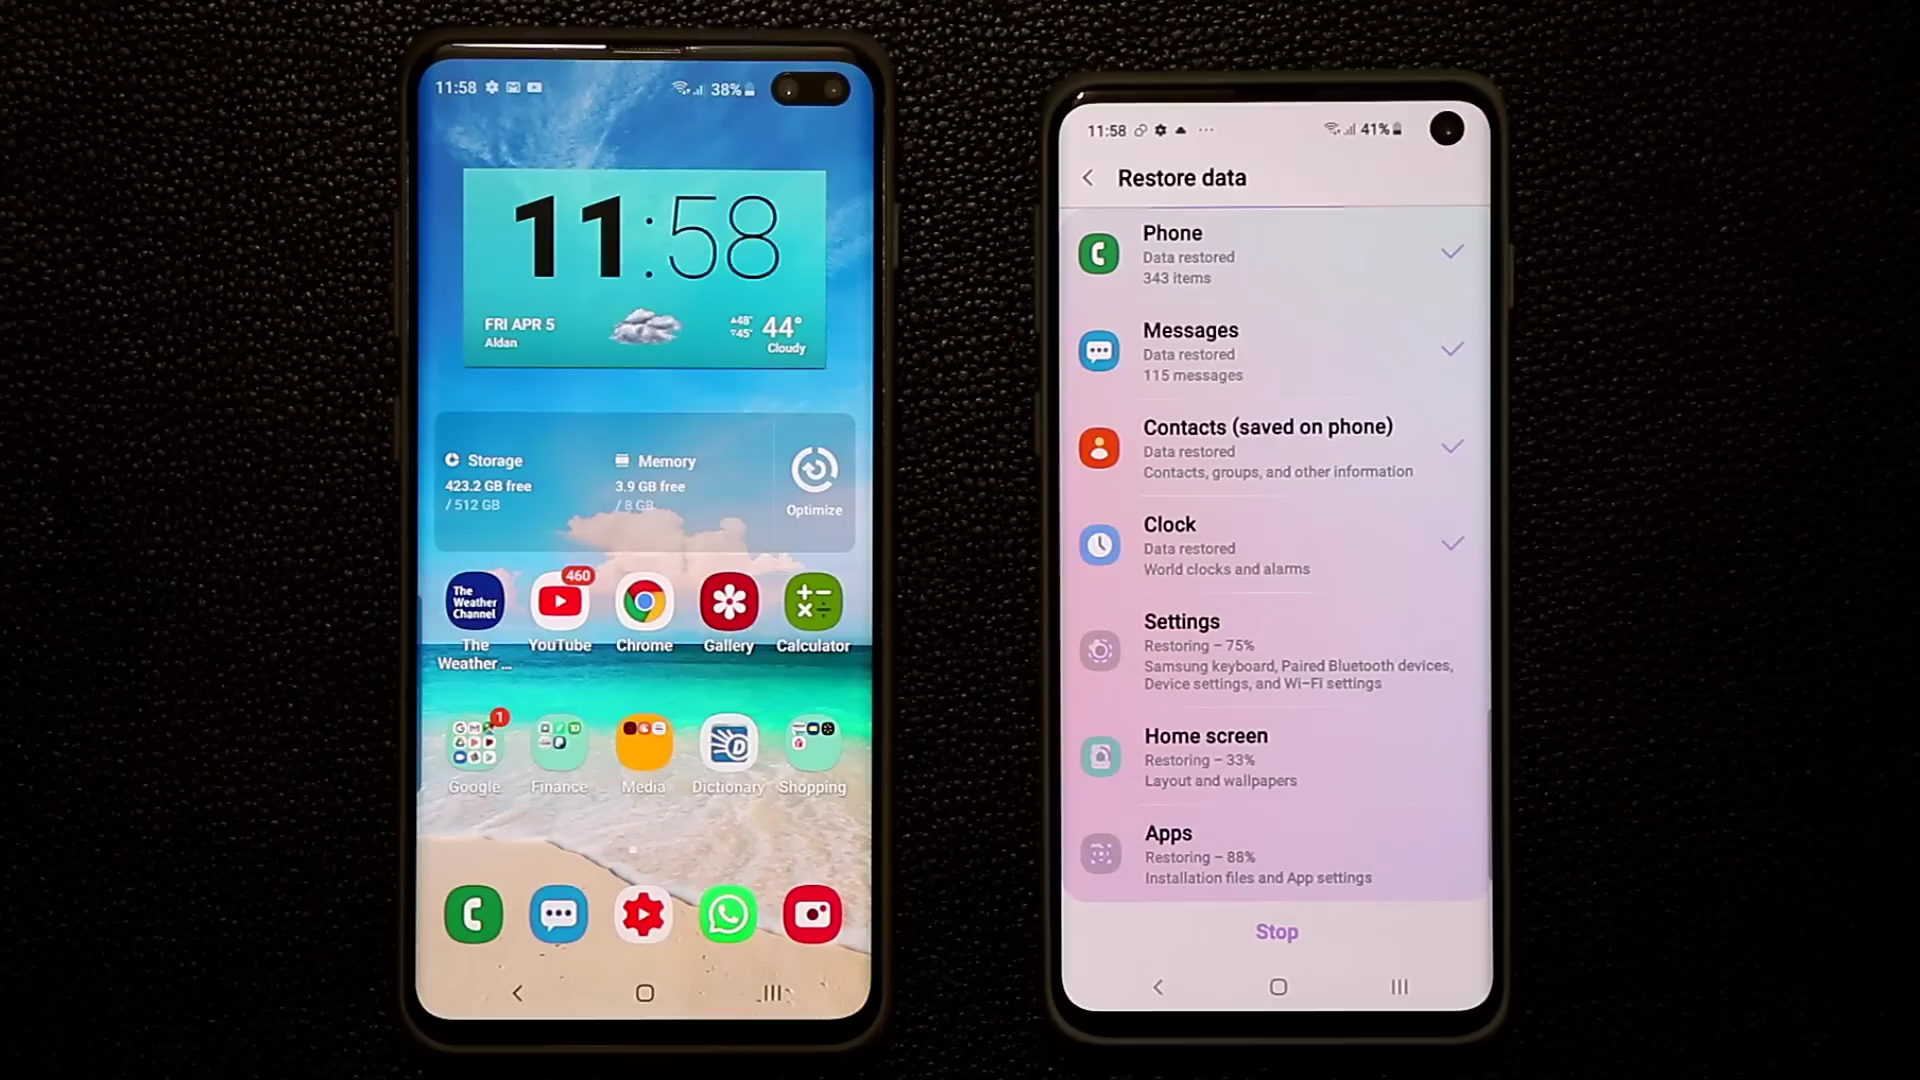 11:58
38%
11:58
FRI APR 5
Aldan
48°
45°
44°
Cloudy
Storage
423.2 GB free
/ 512 GB
Memory
3.9 GB free
/ 8 GB
Optimize
The
Weather
Channel
460
The
Weather ...
YouTube
Chrome
Gallery
Calculator
1
Google
Finance
Media
Dictionary
Shopping
11:58
41%
Restore data
Phone
Data restored
343 items
Messages
Data restored
115 messages
Contacts (saved on phone)
Data restored
Contacts, groups, and other information
Clock
Data restored
World clocks and alarms
Settings
Restoring – 75%
Samsung keyboard, Paired Bluetooth devices,
Device settings, and Wi-Fi settings
Home screen
Restoring – 33%
Layout and wallpapers
Apps
Restoring – 88%
Installation files and App settings
Stop